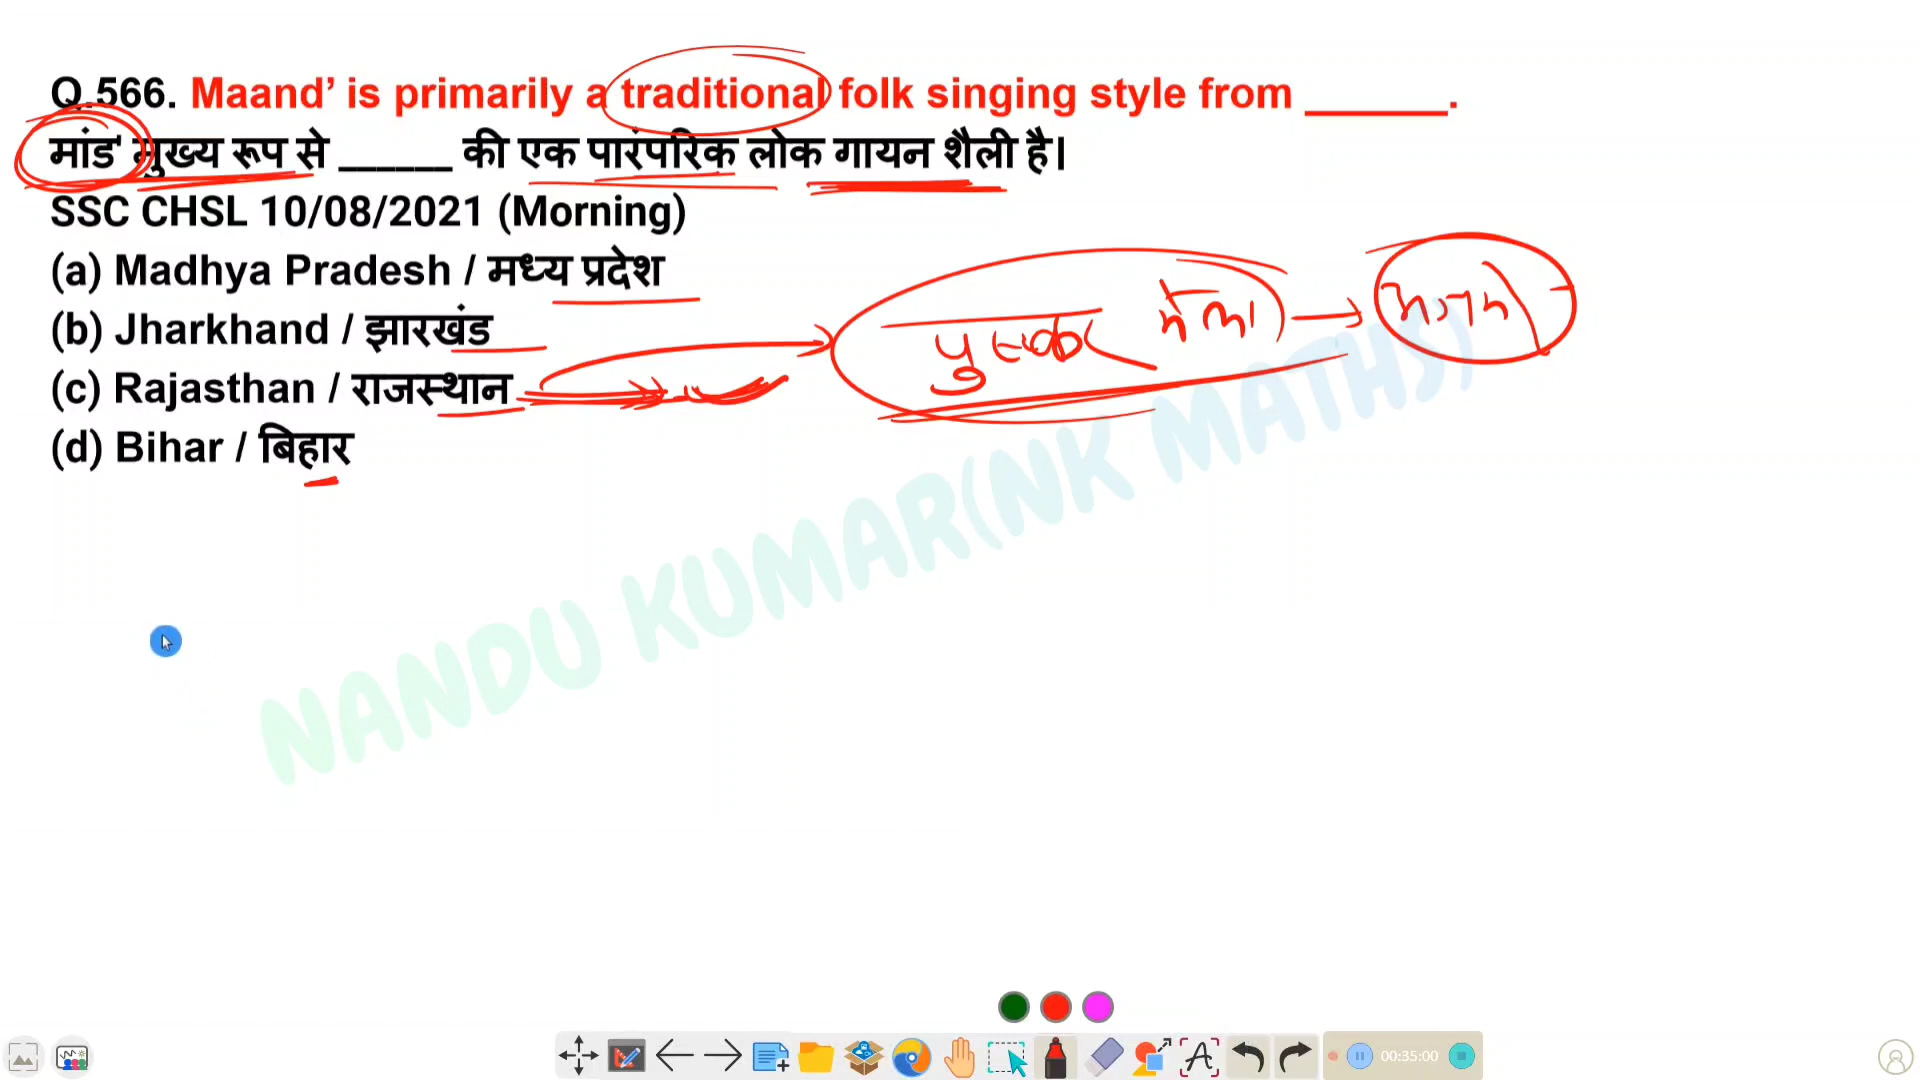 Q.566. Maand’ is primarily a traditional folk singing style from ______.
मांड' मुख्य रूप से ______ की एक पारंपरिक लोक गायन शैली है।
SSC CHSL 10/08/2021 (Morning)
(a) Madhya Pradesh / मध्य प्रदेश
(b) Jharkhand / झारखंड
(c) Rajasthan / राजस्थान
(d) Bihar / बिहार
पुष्कर मेला
NANDU KUMAR(NK MATHS)
00:35:00